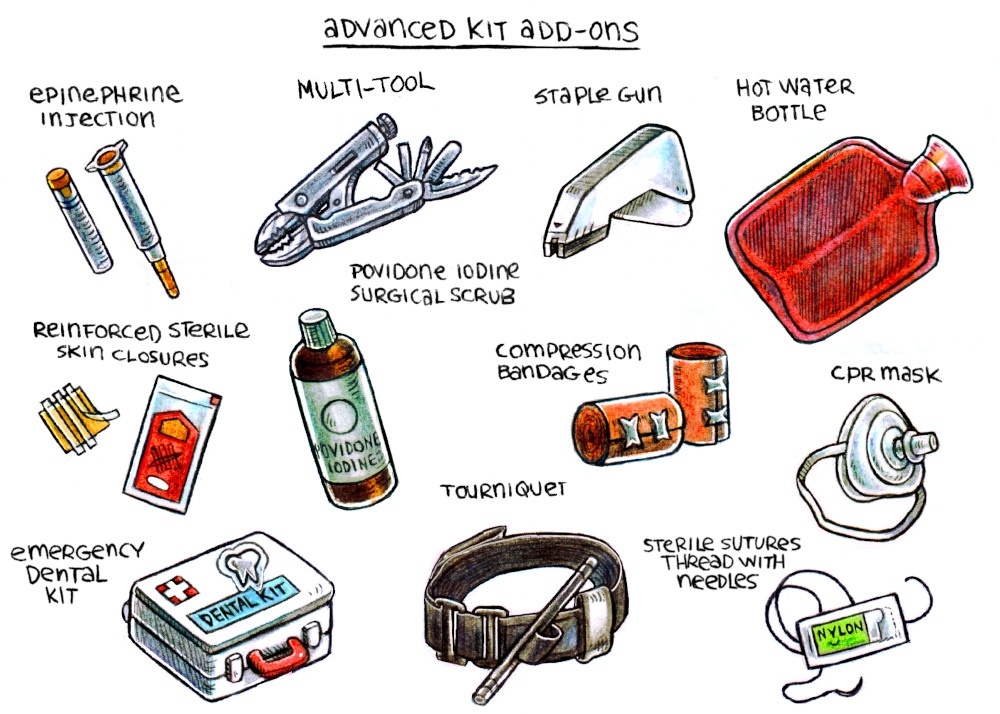 ADVANCED KIT ADD-ONS
EPINEPHRINE
INJECTION
MULTI-TOOL
STAPLE GUN
HOT WATER
BOTTLE
POVIDONE IODINE
SURGICAL SCRUB
POVIDONE
IODINE
REINFORCED STERILE
SKIN CLOSURES
COMPRESSION
BANDAGES
CPR MASK
EMERGENCY
DENTAL
KIT
DENTAL KIT
TOURNIQUET
STERILE SUTURES
THREAD WITH
NEEDLES
NYLON